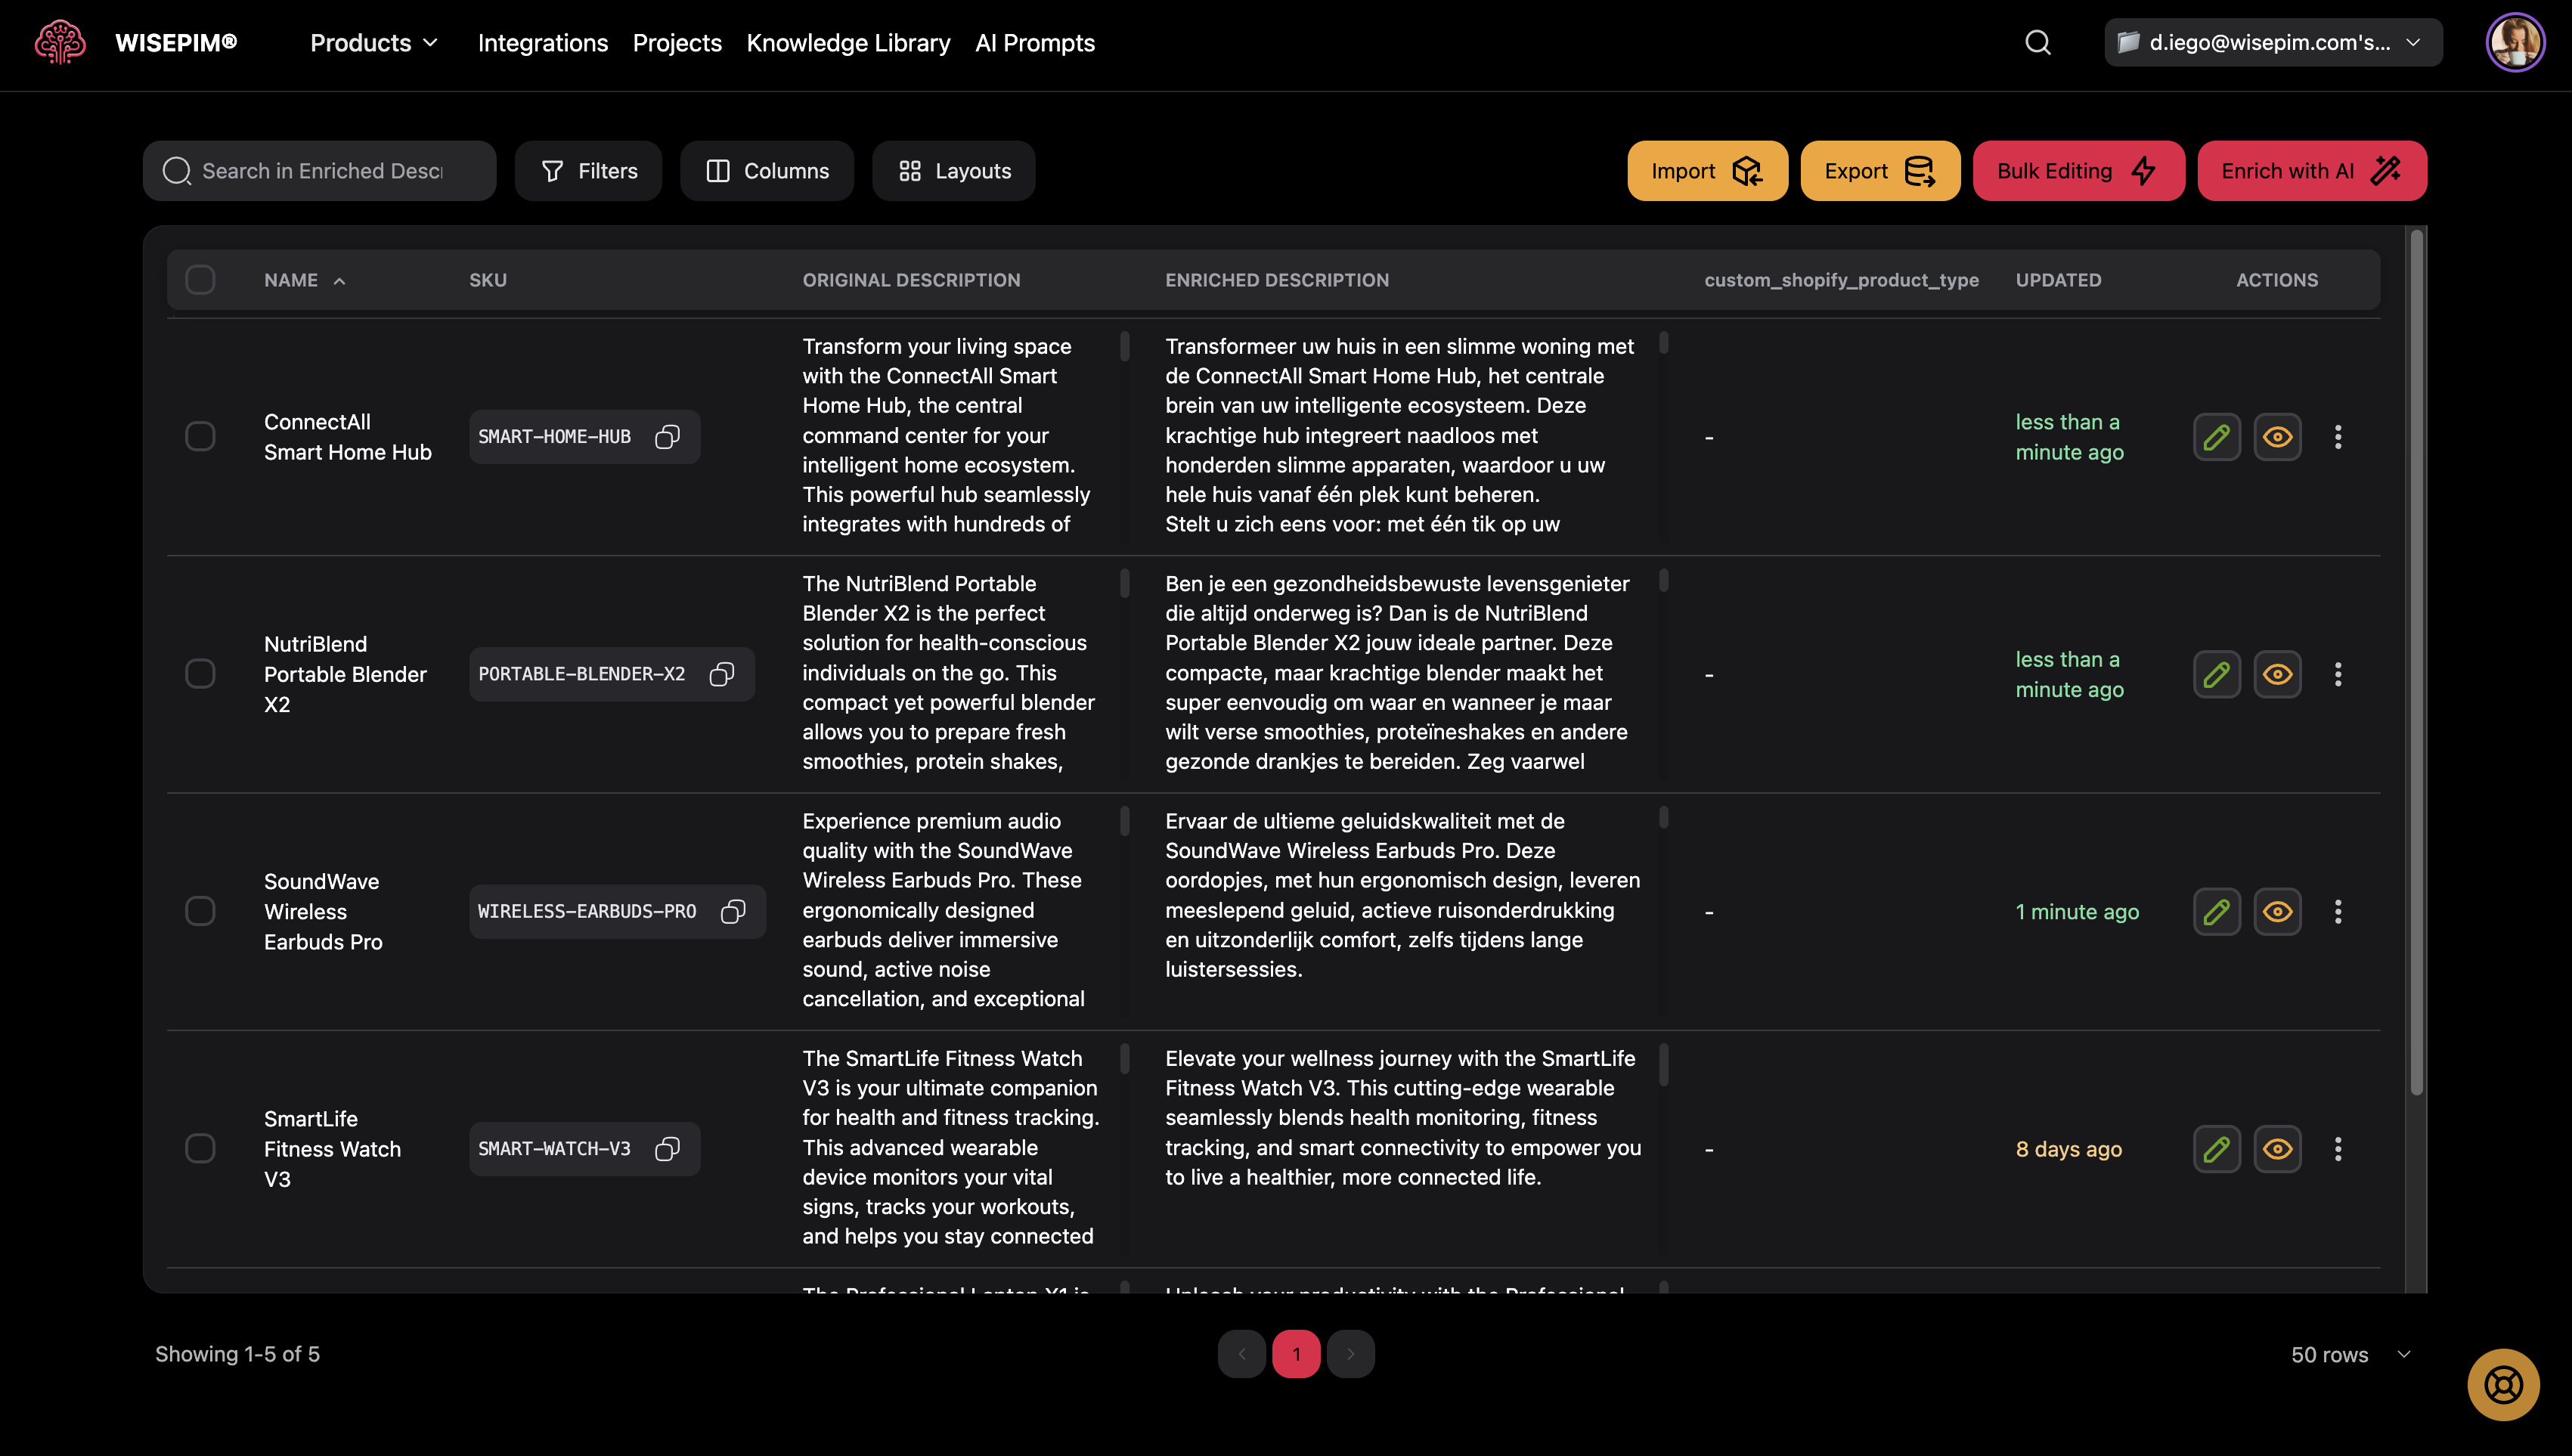 WISEPIM®
Products
Integrations
Projects
Knowledge Library
AI Prompts
d.iego@wisepim.com's...
Search in Enriched Descr
Filters
Columns
Layouts
Import
Export
Bulk Editing
Enrich with AI
NAME
SKU
ORIGINAL DESCRIPTION
ENRICHED DESCRIPTION
custom_shopify_product_type
UPDATED
ACTIONS
ConnectAll
Smart Home Hub
SMART-HOME-HUB
Transform your living space
with the ConnectAll Smart
Home Hub, the central
command center for your
intelligent home ecosystem.
This powerful hub seamlessly
integrates with hundreds of
Transformeer uw huis in een slimme woning met
de ConnectAll Smart Home Hub, het centrale
brein van uw intelligente ecosysteem. Deze
krachtige hub integreert naadloos met
honderden slimme apparaten, waardoor u uw
hele huis vanaf één plek kunt beheren.
Stelt u zich eens voor: met één tik op uw
-
less than a
minute ago
NutriBlend
Portable Blender
X2
PORTABLE-BLENDER-X2
The NutriBlend Portable
Blender X2 is the perfect
solution for health-conscious
individuals on the go. This
compact yet powerful blender
allows you to prepare fresh
smoothies, protein shakes,
Ben je een gezondheidsbewuste levensgenieter
die altijd onderweg is? Dan is de NutriBlend
Portable Blender X2 jouw ideale partner. Deze
compacte, maar krachtige blender maakt het
super eenvoudig om waar en wanneer je maar
wilt verse smoothies, proteïneshakes en andere
gezonde drankjes te bereiden. Zeg vaarwel
-
less than a
minute ago
SoundWave
Wireless
Earbuds Pro
WIRELESS-EARBUDS-PRO
Experience premium audio
quality with the SoundWave
Wireless Earbuds Pro. These
ergonomically designed
earbuds deliver immersive
sound, active noise
cancellation, and exceptional
Ervaar de ultieme geluidskwaliteit met de
SoundWave Wireless Earbuds Pro. Deze
oordopjes, met hun ergonomisch design, leveren
meeslepend geluid, actieve ruisonderdrukking
en uitzonderlijk comfort, zelfs tijdens lange
luistersessies.
-
1 minute ago
SmartLife
Fitness Watch
V3
SMART-WATCH-V3
The SmartLife Fitness Watch
V3 is your ultimate companion
for health and fitness tracking.
This advanced wearable
device monitors your vital
signs, tracks your workouts,
and helps you stay connected
Elevate your wellness journey with the SmartLife
Fitness Watch V3. This cutting-edge wearable
seamlessly blends health monitoring, fitness
tracking, and smart connectivity to empower you
to live a healthier, more connected life.
-
8 days ago
The Professional Laptop X1 is
Unleash your productivity with the Professional
Showing 1-5 of 5
1
50 rows